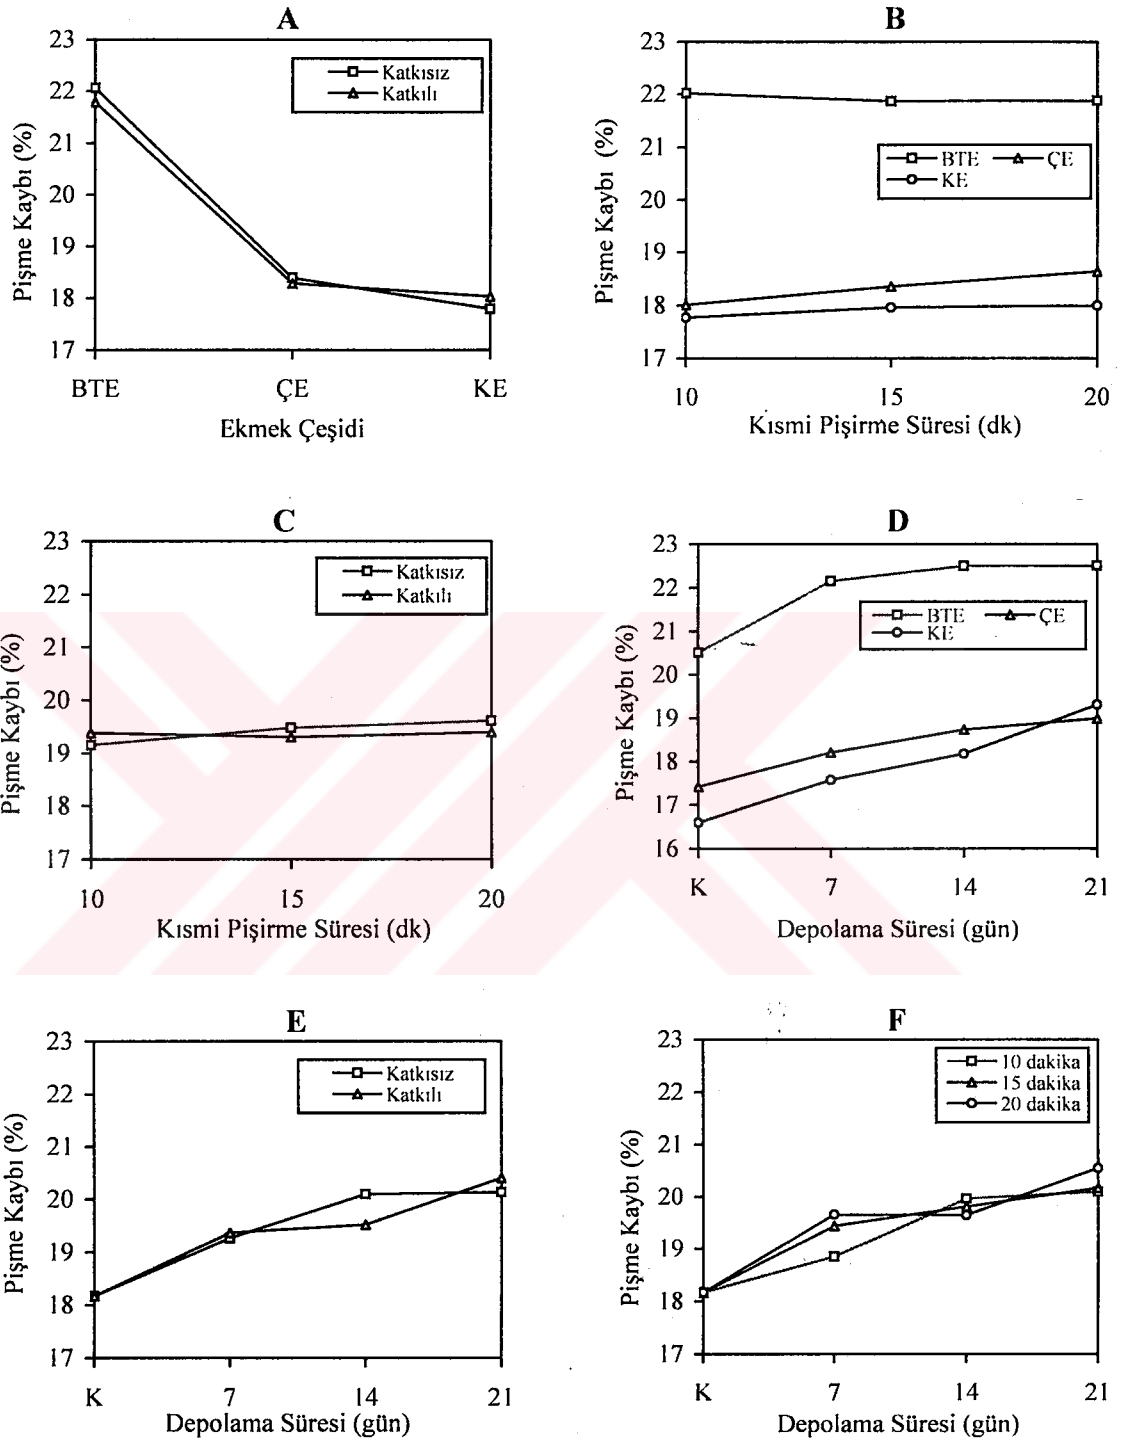 A
23
22
21
20
19
18
17
Pişme Kaybı (%)
Katkısız
Katkılı
BTE ÇE KE
Ekmek Çeşidi
B
23
22
21
20
19
18
17
Pişme Kaybı (%)
BTE ÇE
KE
10 15 20
Kısmi Pişirme Süresi (dk)
C
23
22
21
20
19
18
17
Pişme Kaybı (%)
Katkısız
Katkılı
10 15 20
Kısmi Pişirme Süresi (dk)
D
23
22
21
20
19
18
17
16
Pişme Kaybı (%)
BTE ÇE
KE
K 7 14 21
Depolama Süresi (gün)
E
23
22
21
20
19
18
17
Pişme Kaybı (%)
Katkısız
Katkılı
K 7 14 21
Depolama Süresi (gün)
F
23
22
21
20
19
18
17
Pişme Kaybı (%)
10 dakika
15 dakika
20 dakika
K 7 14 21
Depolama Süresi (gün)